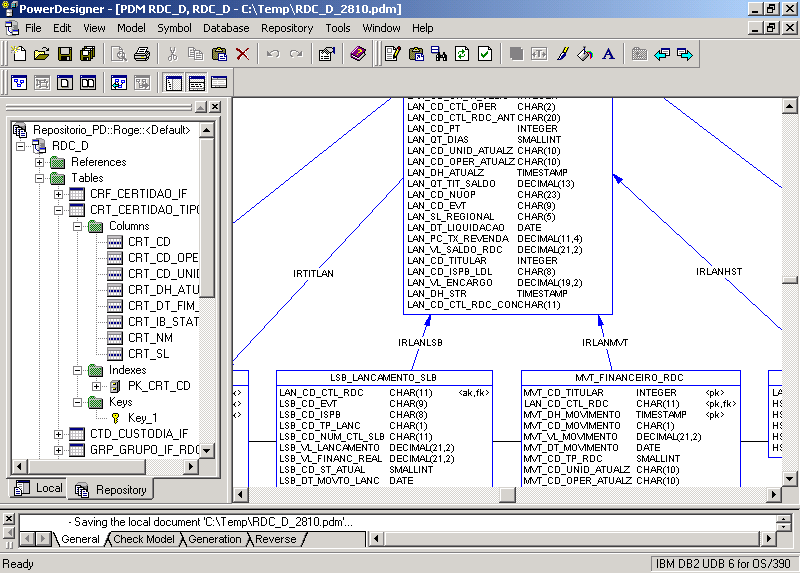 PowerDesigner - [PDM RDC_D, RDC_D - C:\Temp\RDC_D_2810.pdm]
File Edit View Model Symbol Database Repository Tools Window Help
Repositorio_PD::Roge::<Default>
RDC_D
References
Tables
CRF_CERTIDAO_IF
CRT_CERTIDAO_TIPO
Columns
CRT_CD
CRT_CD_OPE
CRT_CD_UNID
CRT_DH_ATU
CRT_DT_FIM_
CRT_IB_STAT
CRT_NM
CRT_SL
Indexes
PK_CRT_CD
Keys
Key_1
CTD_CUSTODIA_IF
GRP_GRUPO_IF_RDC
Local
Repository
LAN_CD_CTL_OPER CHAR(2)
LAN_CD_CTL_RDC_ANT CHAR(20)
LAN_CD_PT INTEGER
LAN_QT_DIAS SMALLINT
LAN_CD_UNID_ATUALZ CHAR(10)
LAN_CD_OPER_ATUALZ CHAR(10)
LAN_DH_ATUALZ TIMESTAMP
LAN_QT_TIT_SALDO DECIMAL(13)
LAN_CD_NUOP CHAR(23)
LAN_CD_EVT CHAR(9)
LAN_SL_REGIONAL CHAR(5)
LAN_DT_LIQUIDACAO DATE
LAN_PC_TX_REVENDA DECIMAL(11,4)
LAN_VL_SALDO_RDC DECIMAL(21,2)
LAN_CD_TITULAR INTEGER
LAN_CD_ISPB_LDL CHAR(8)
LAN_VL_ENCARGO DECIMAL(19,2)
LAN_DH_STR TIMESTAMP
LAN_CD_CTL_RDC_CON CHAR(11)
IRTITLAN
IRLANHST
IRLANLSB
IRLANMVT
LSB_LANCAMENTO_SLB
LAN_CD_CTL_RDC CHAR(11) <ak,fk>
LSB_CD_EVT CHAR(9)
LSB_CD_ISPB CHAR(8)
LSB_CD_TP_LANC CHAR(1)
LSB_CD_NUM_CTL_SLB CHAR(11)
LSB_VL_LANCAMENTO DECIMAL(21,2)
LSB_VL_FINANC_REAL DECIMAL(21,2)
LSB_CD_ST_ATUAL SMALLINT
LSB_DT_MOVTO_LANC DATE
MVT_FINANCEIRO_RDC
MVT_CD_TITULAR INTEGER <pk>
LAN_CD_CTL_RDC CHAR(11) <pk,fk>
MVT_DH_MOVIMENTO TIMESTAMP <pk>
MVT_CD_MOVIMENTO CHAR(1)
MVT_VL_MOVIMENTO DECIMAL(21,2)
MVT_DT_MOVIMENTO DATE
MVT_CD_TP_RDC SMALLINT
MVT_CD_UNID_ATUALZ CHAR(10)
MVT_CD_OPER_ATUALZ CHAR(10)
- Saving the local document 'C:\Temp\RDC_D_2810.pdm'...
General Check Model Generation Reverse
Ready
IBM DB2 UDB 6 for OS/390